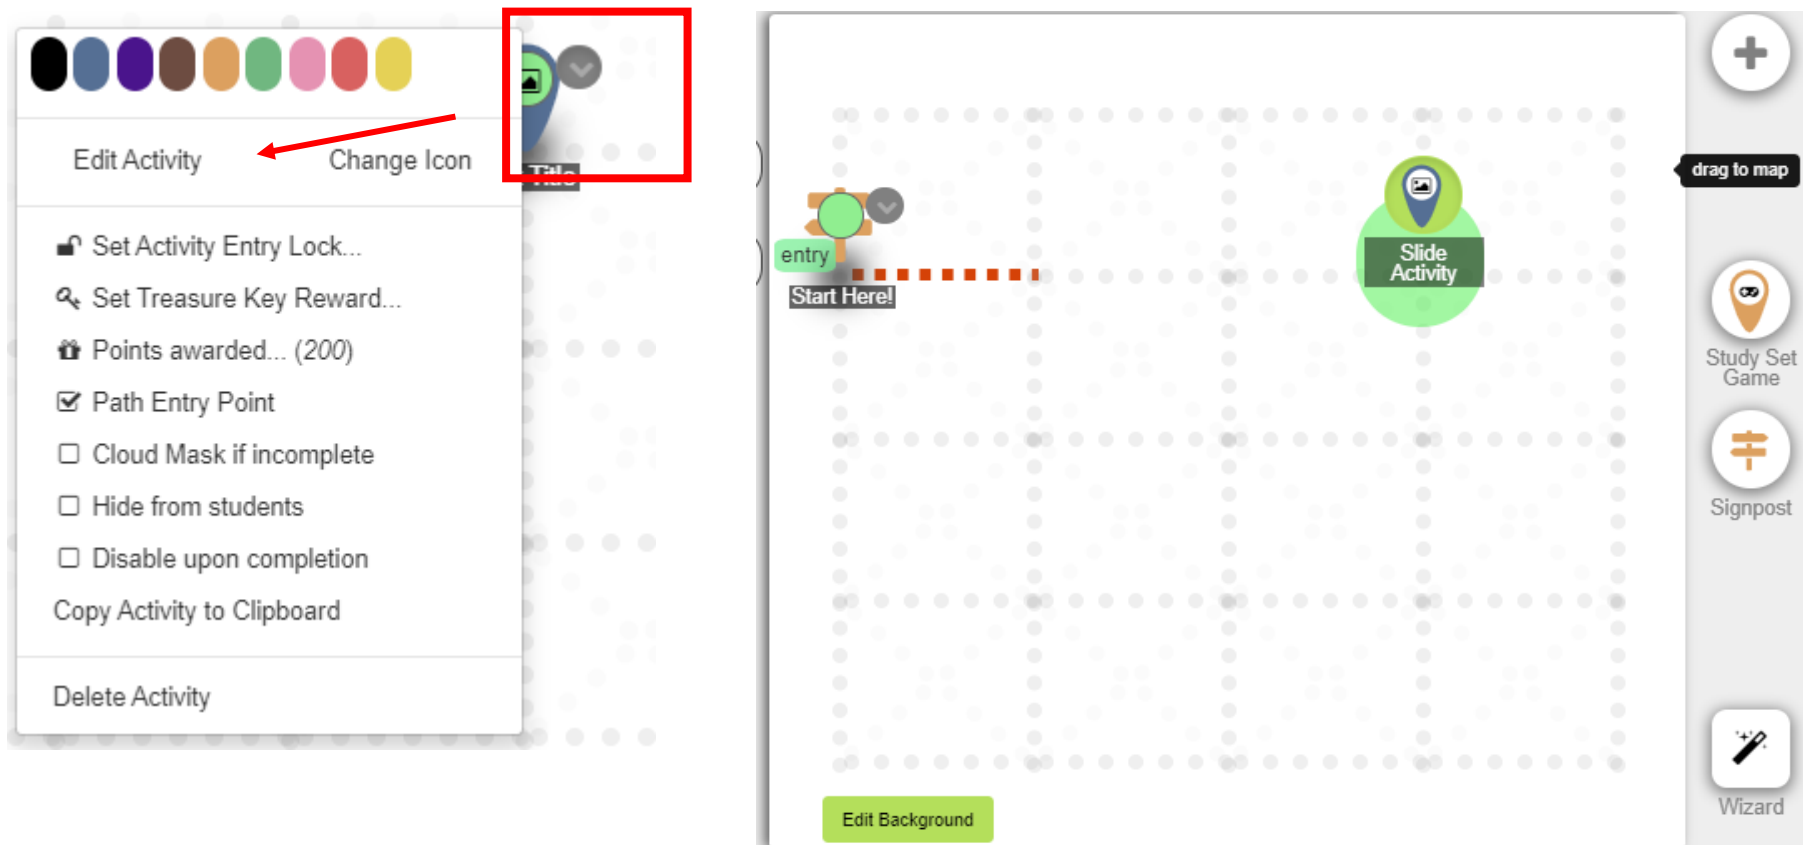 Edit Activity
Change Icon
Title
Set Activity Entry Lock...
Set Treasure Key Reward...
Points awarded... (200)
Path Entry Point
Cloud Mask if incomplete
Hide from students
Disable upon completion
Copy Activity to Clipboard
Delete Activity
entry
Start Here!
Slide
Activity
Edit Background
drag to map
Study Set
Game
Signpost
Wizard